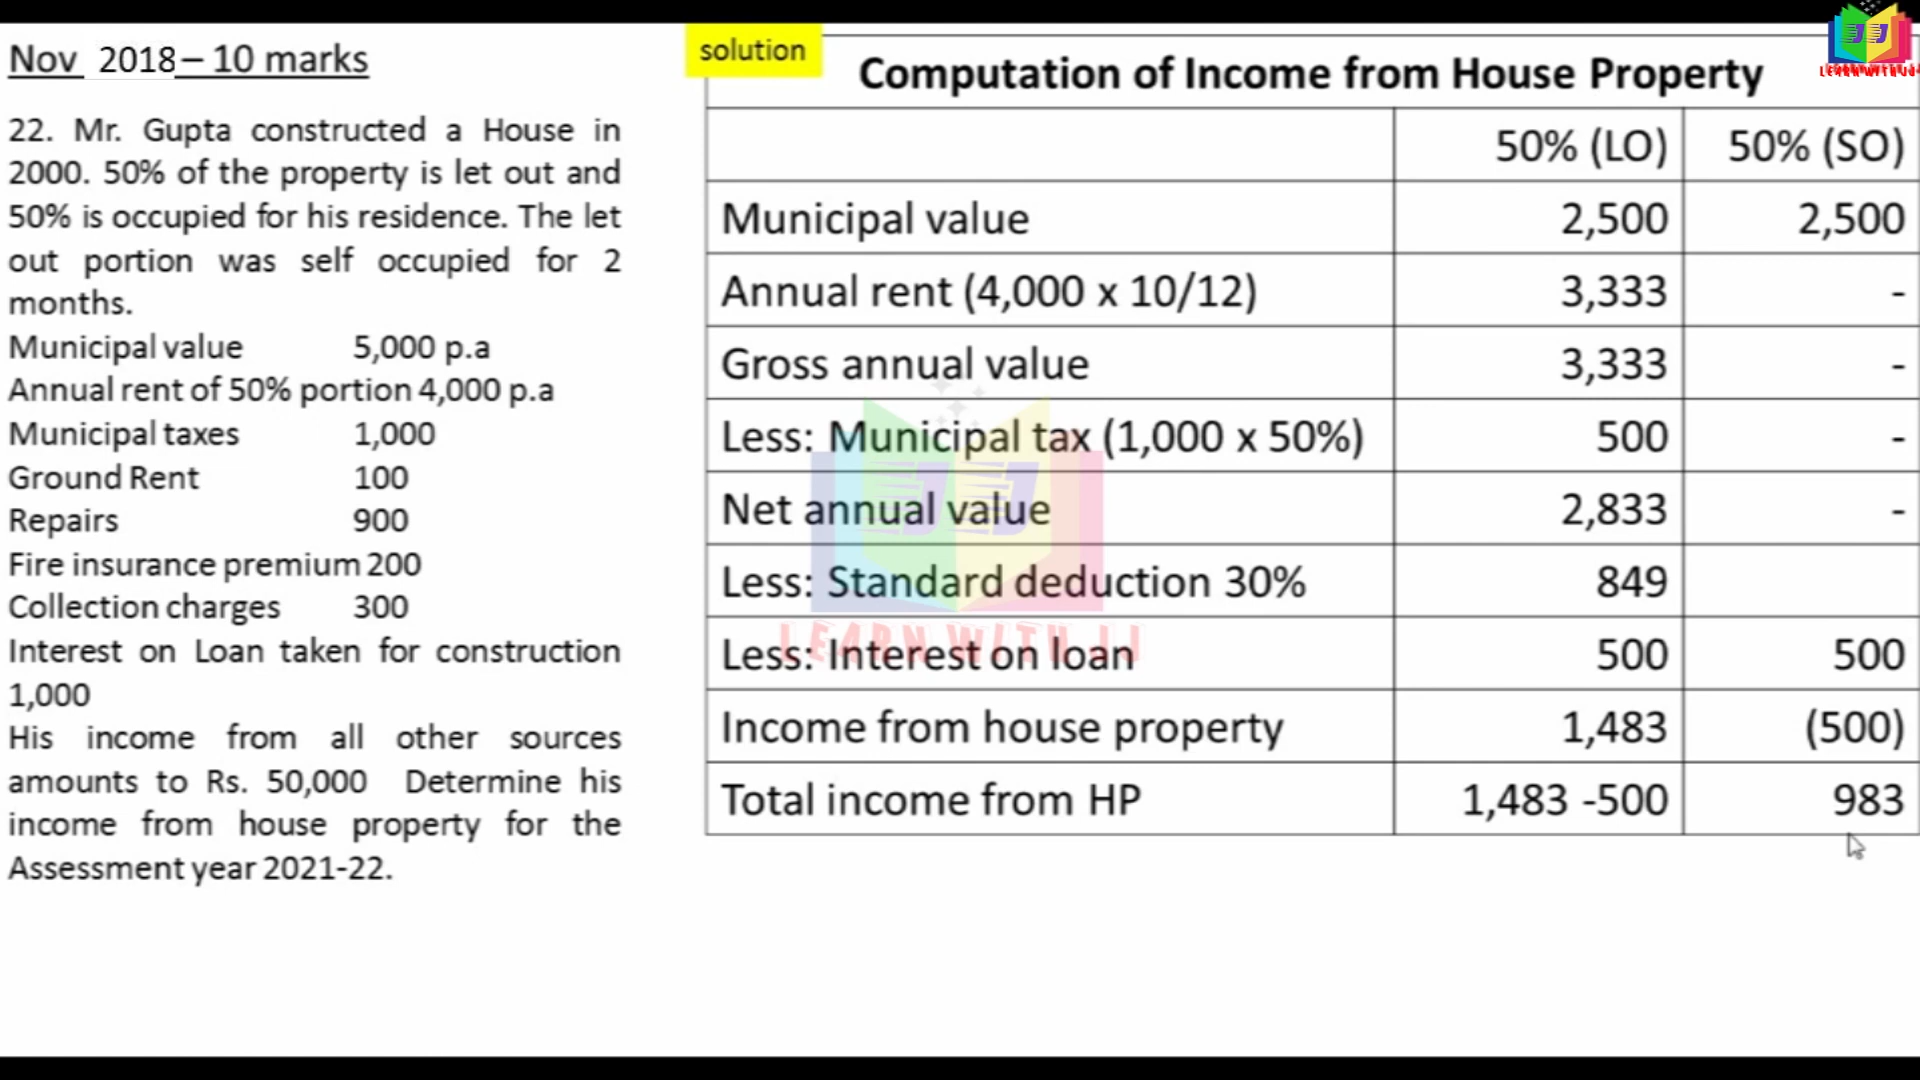 Nov 2018 – 10 marks
22. Mr. Gupta constructed a House in
2000. 50% of the property is let out and
50% is occupied for his residence. The let
out portion was self occupied for 2
months.
Municipal value 5,000 p.a
Annual rent of 50% portion 4,000 p.a
Municipal taxes 1,000
Ground Rent 100
Repairs 900
Fire insurance premium 200
Collection charges 300
Interest on Loan taken for construction
1,000
His income from all other sources
amounts to Rs. 50,000 Determine his
income from house property for the
Assessment year 2021-22.
solution
Computation of Income from House Property
50% (LO) 50% (SO)
Municipal value 2,500 2,500
Annual rent (4,000 x 10/12) 3,333 -
Gross annual value 3,333 -
Less: Municipal tax (1,000 x 50%) 500 -
Net annual value 2,833 -
Less: Standard deduction 30% 849
Less: Interest on loan 500 500
Income from house property 1,483 (500)
Total income from HP 1,483 -500 983
JJ
LEARN WITH JJ
JJ
LEARN WITH JJ